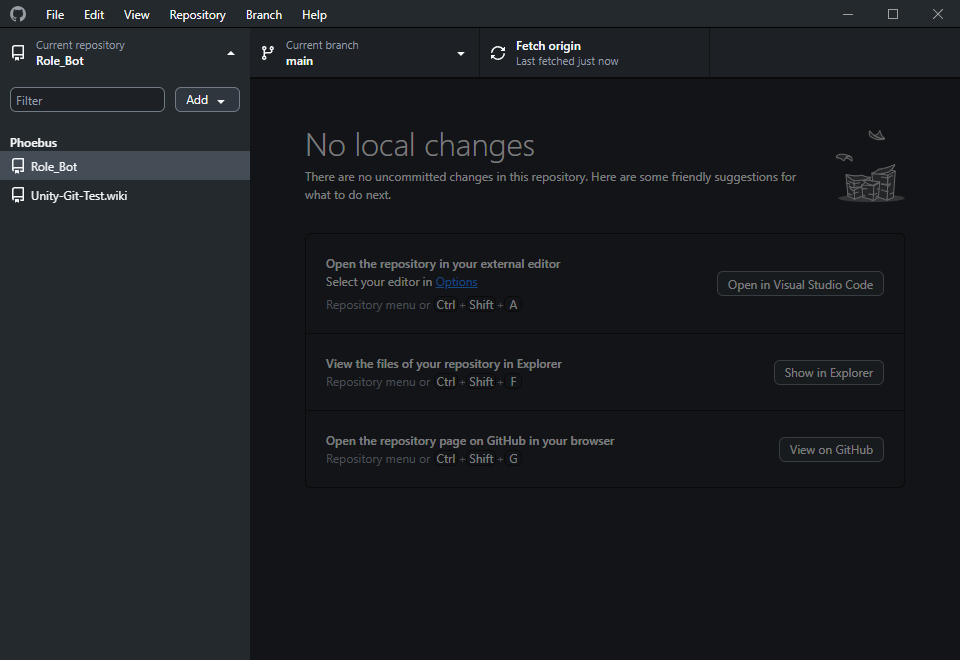 File Edit View Repository Branch Help
Current repository
Role_Bot
Current branch
main
Fetch origin
Last fetched just now
Filter
Add
Phoebus
Role_Bot
Unity-Git-Test.wiki
No local changes
There are no uncommitted changes in this repository. Here are some friendly suggestions for
what to do next.
Open the repository in your external editor
Select your editor in Options
Repository menu or Ctrl + Shift + A
Open in Visual Studio Code
View the files of your repository in Explorer
Repository menu or Ctrl + Shift + F
Show in Explorer
Open the repository page on GitHub in your browser
Repository menu or Ctrl + Shift + G
View on GitHub